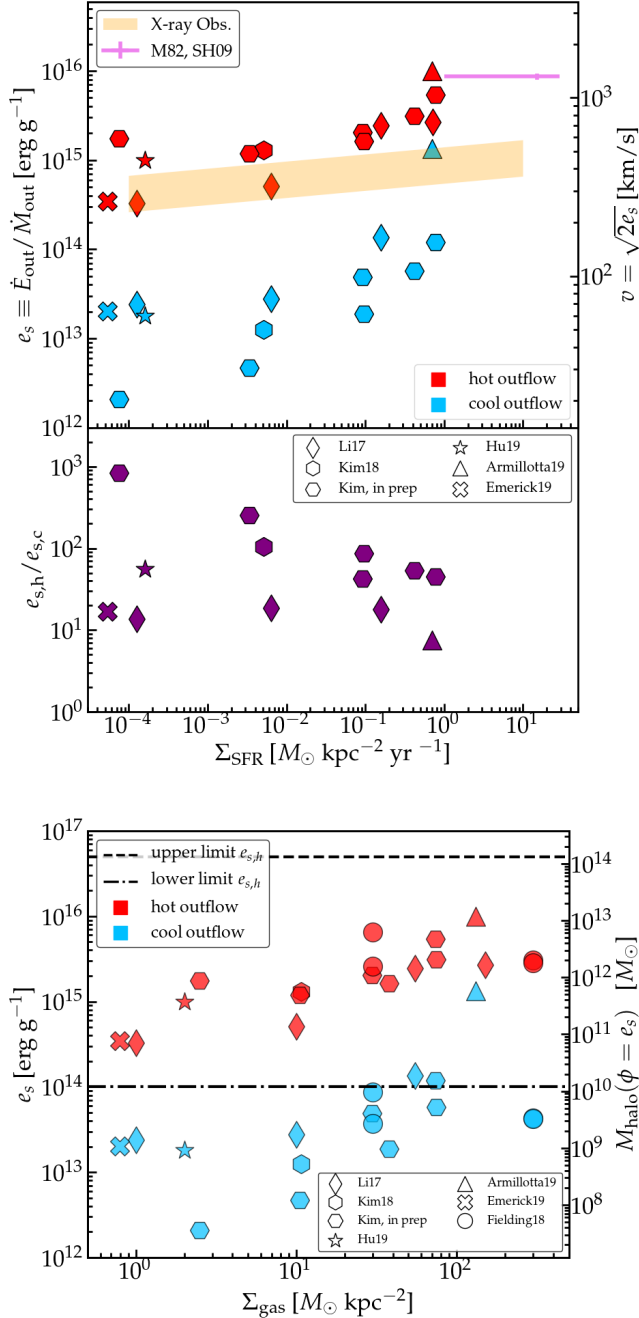 X-ray Obs.
M82, SH09
10^16
10^15
10^14
10^13
10^12
e_s ≡ Ė_out/Ṁ_out [erg g^−1]
10^3
10^2
v = √2e_s [km/s]
hot outflow
cool outflow
Li17
Kim18
Kim, in prep
Hu19
Armillotta19
Emerick19
10^3
10^2
10^1
10^0
e_s,h/e_s,c
10^−4
10^−3
10^−2
10^−1
10^0
10^1
Σ_SFR [M_⊙ kpc^−2 yr ^−1]
upper limit e_s,h
lower limit e_s,h
hot outflow
cool outflow
10^17
10^16
10^15
10^14
10^13
10^12
e_s [erg g^−1]
10^14
10^13
10^12
10^11
10^10
10^9
10^8
M_halo(ϕ = e_s) [M_⊙]
Li17
Kim18
Kim, in prep
Hu19
Armillotta19
Emerick19
Fielding18
10^0
10^1
10^2
Σ_gas [M_⊙ kpc^−2]